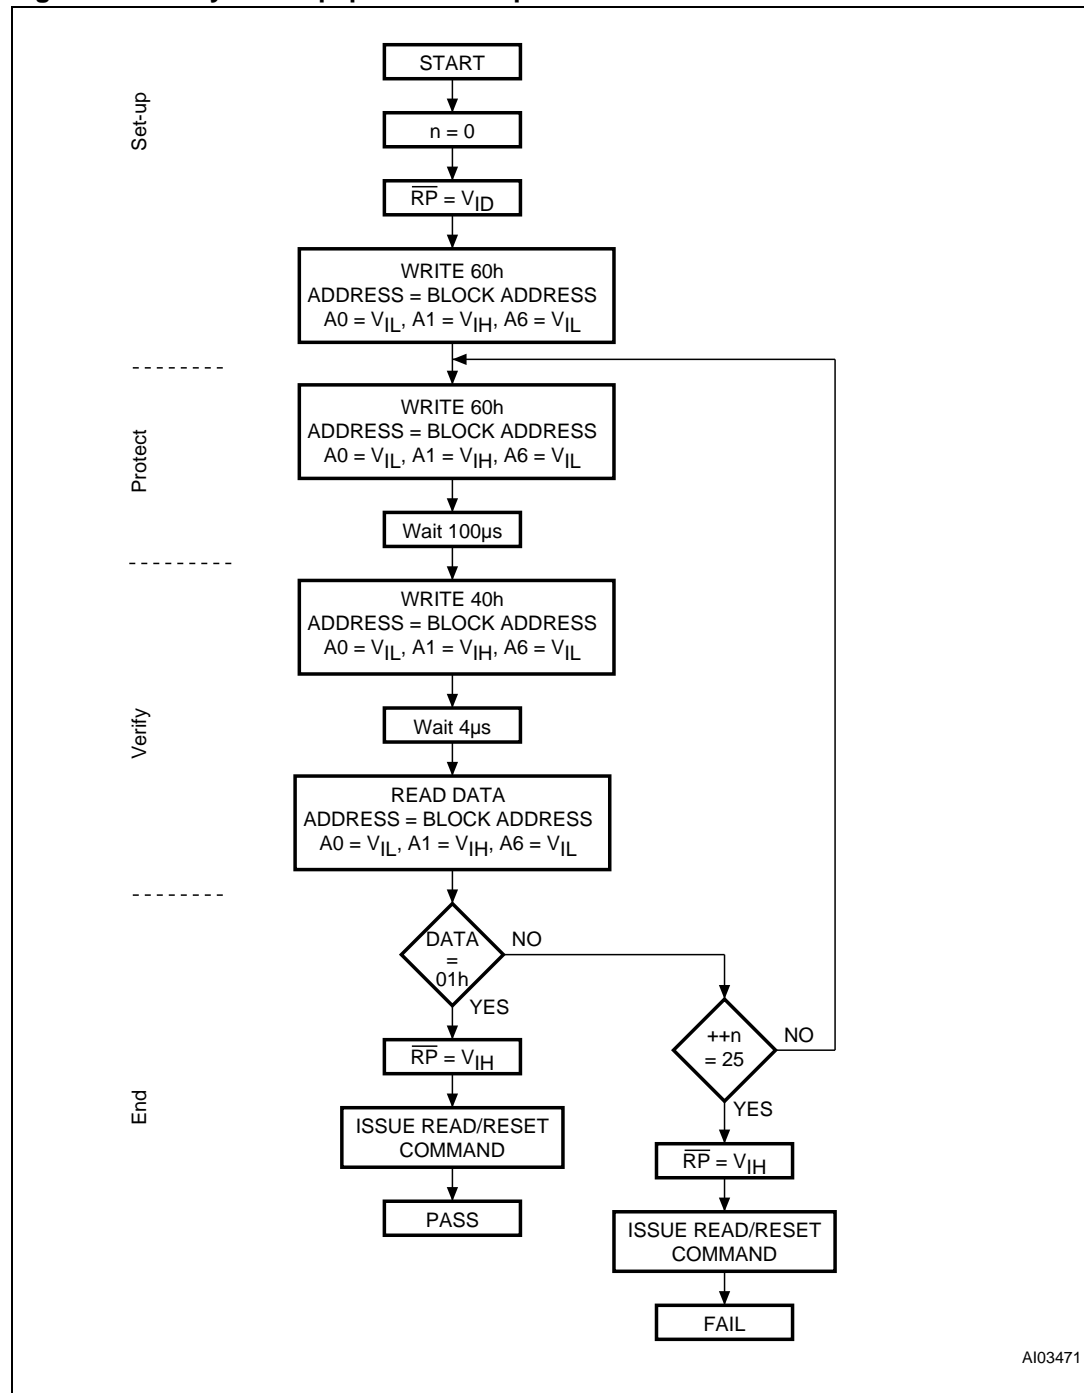 Set-up
START
n = 0
RP = VID
WRITE 60h
ADDRESS = BLOCK ADDRESS
A0 = VIL, A1 = VIH, A6 = VIL
Protect
WRITE 60h
ADDRESS = BLOCK ADDRESS
A0 = VIL, A1 = VIH, A6 = VIL
Wait 100µs
Verify
WRITE 40h
ADDRESS = BLOCK ADDRESS
A0 = VIL, A1 = VIH, A6 = VIL
Wait 4µs
READ DATA
ADDRESS = BLOCK ADDRESS
A0 = VIL, A1 = VIH, A6 = VIL
End
DATA
=
01h
NO
YES
++n
= 25
NO
YES
RP = VIH
ISSUE READ/RESET
COMMAND
PASS
RP = VIH
ISSUE READ/RESET
COMMAND
FAIL
AI03471